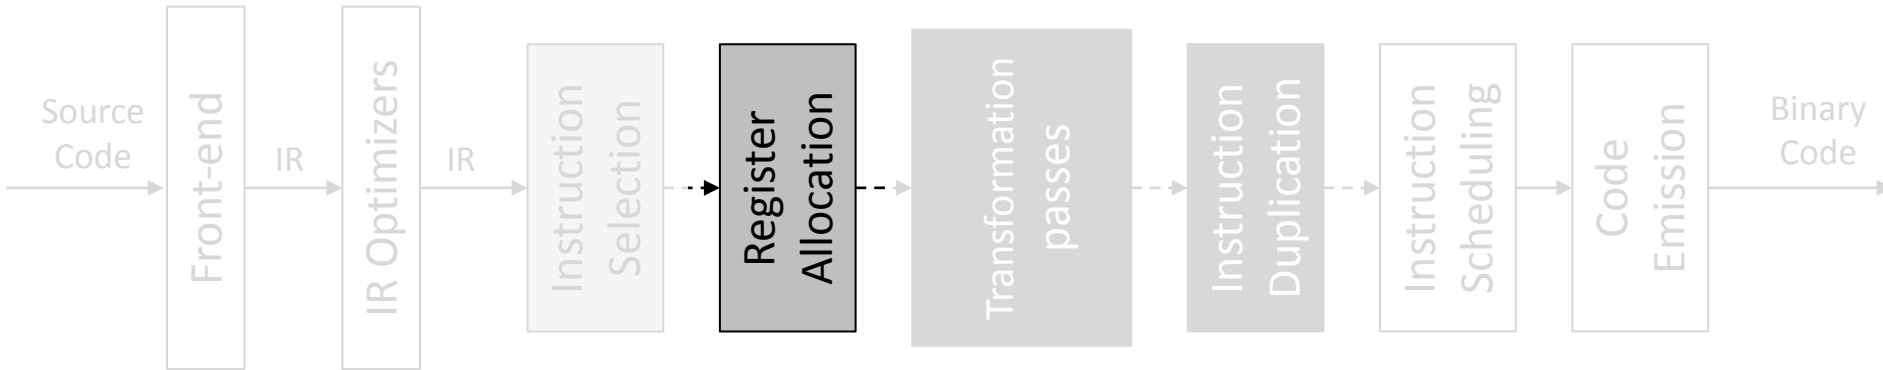 Source
Code
Front-end
IR
IR Optimizers
IR
Instruction
Selection
Register
Allocation
Transformation
passes
Instruction
Duplication
Instruction
Scheduling
Code
Emission
Binary
Code